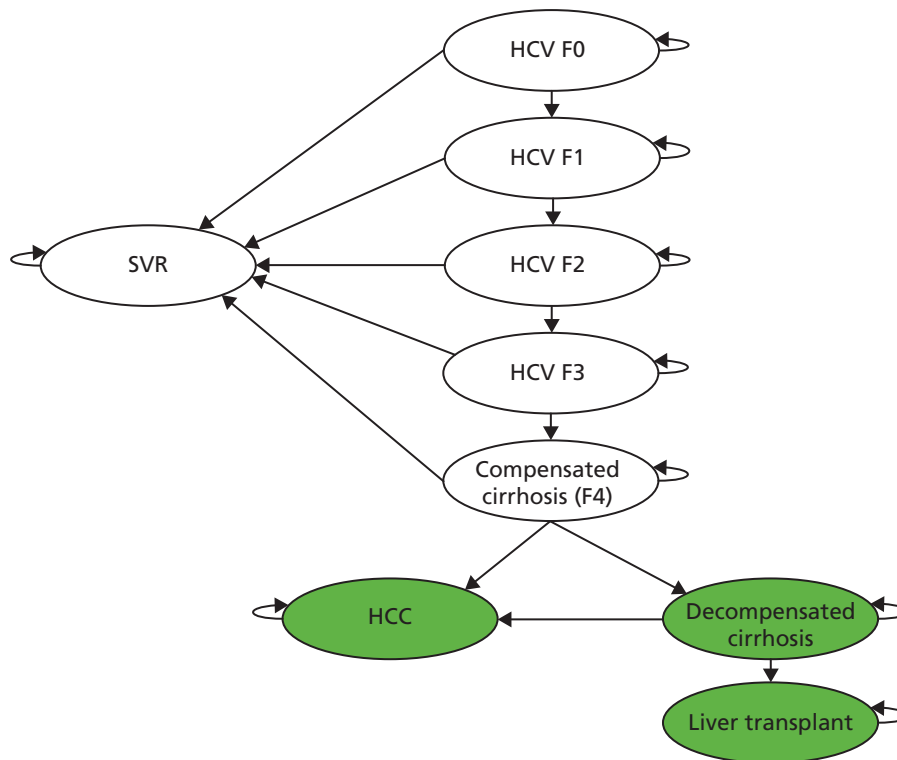 HCV F0
HCV F1
SVR
HCV F2
HCV F3
Compensated
cirrhosis (F4)
HCC
Decompensated
cirrhosis
Liver transplant